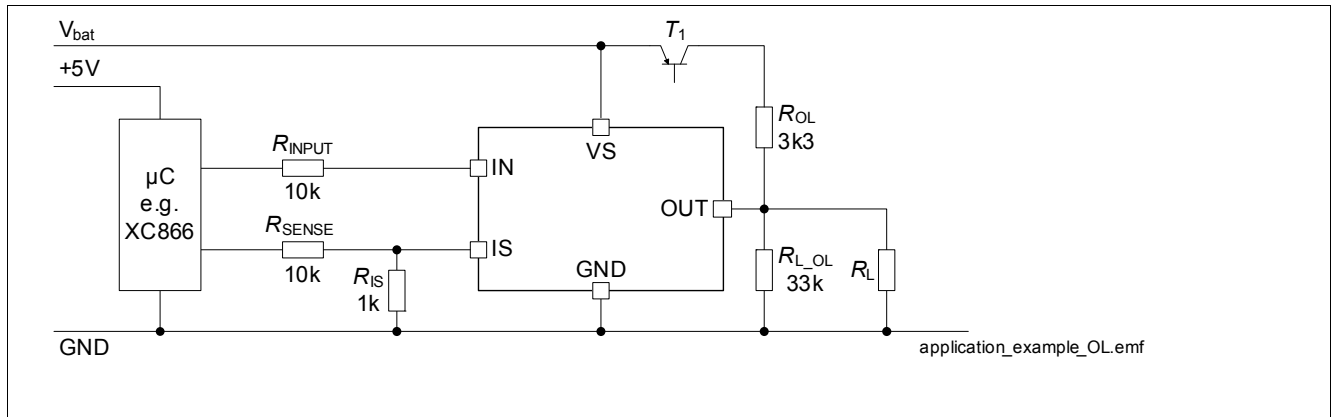 Vbat
T1
+5V
ROL
3k3
RINPUT
10k
VS
IN
µC
e.g.
XC866
OUT
RSENSE
10k
IS
RIS
1k
GND
RL_OL
33k
RL
GND
application_example_OL.emf